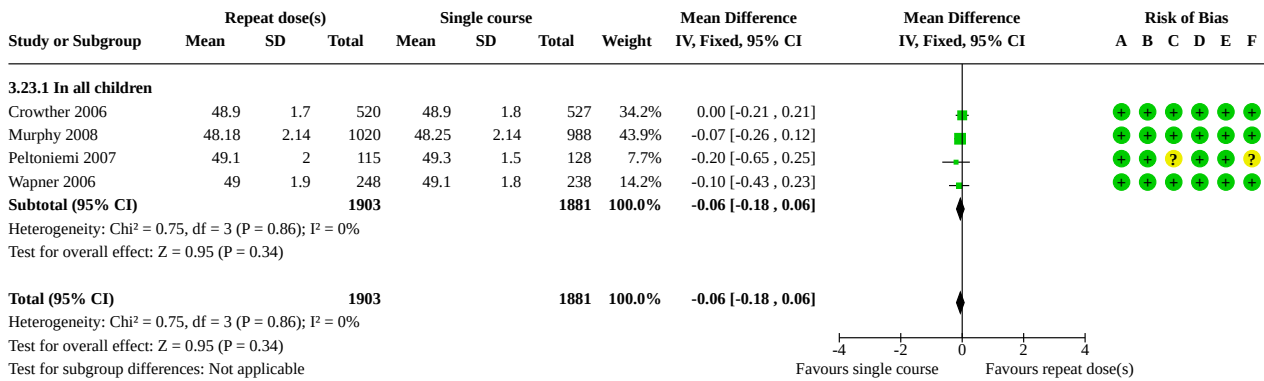 Repeat dose(s) Single course Mean Difference Mean Difference Risk of Bias
Study or Subgroup Mean SD Total Mean SD Total Weight IV, Fixed, 95% CI IV, Fixed, 95% CI A B C D E F
3.23.1 In all children
Crowther 2006 48.9 1.7 520 48.9 1.8 527 34.2% 0.00 [-0.21 , 0.21] + + + + + +
Murphy 2008 48.18 2.14 1020 48.25 2.14 988 43.9% -0.07 [-0.26 , 0.12] + + + + + +
Peltoniemi 2007 49.1 2 115 49.3 1.5 128 7.7% -0.20 [-0.65 , 0.25] + + ? + + ?
Wapner 2006 49 1.9 248 49.1 1.8 238 14.2% -0.10 [-0.43 , 0.23] + + + + + +
Subtotal (95% CI) 1903 1881 100.0% -0.06 [-0.18 , 0.06]
Heterogeneity: Chi² = 0.75, df = 3 (P = 0.86); I² = 0%
Test for overall effect: Z = 0.95 (P = 0.34)
Total (95% CI) 1903 1881 100.0% -0.06 [-0.18 , 0.06]
Heterogeneity: Chi² = 0.75, df = 3 (P = 0.86); I² = 0%
Test for overall effect: Z = 0.95 (P = 0.34) -4 -2 0 2 4
Test for subgroup differences: Not applicable Favours single course Favours repeat dose(s)